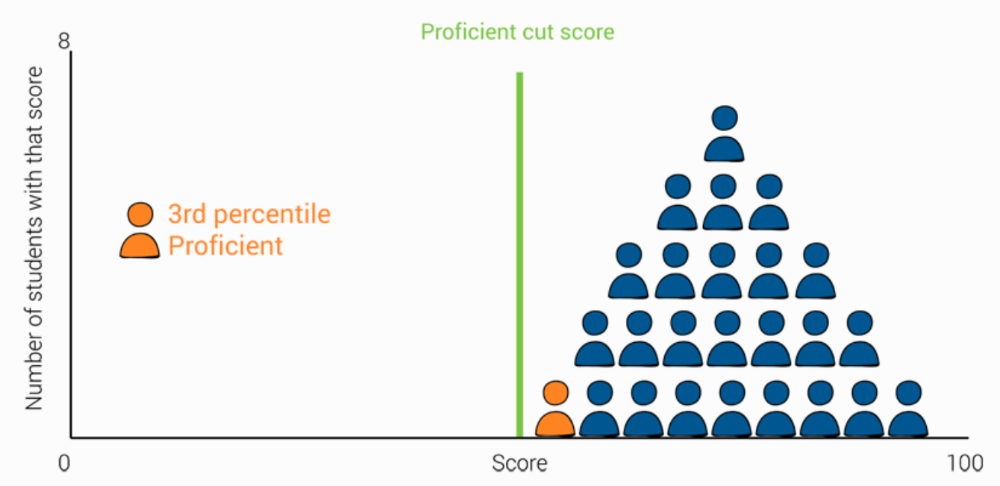 Proficient cut score
8
Number of students with that score
3rd percentile
Proficient
0
Score
100